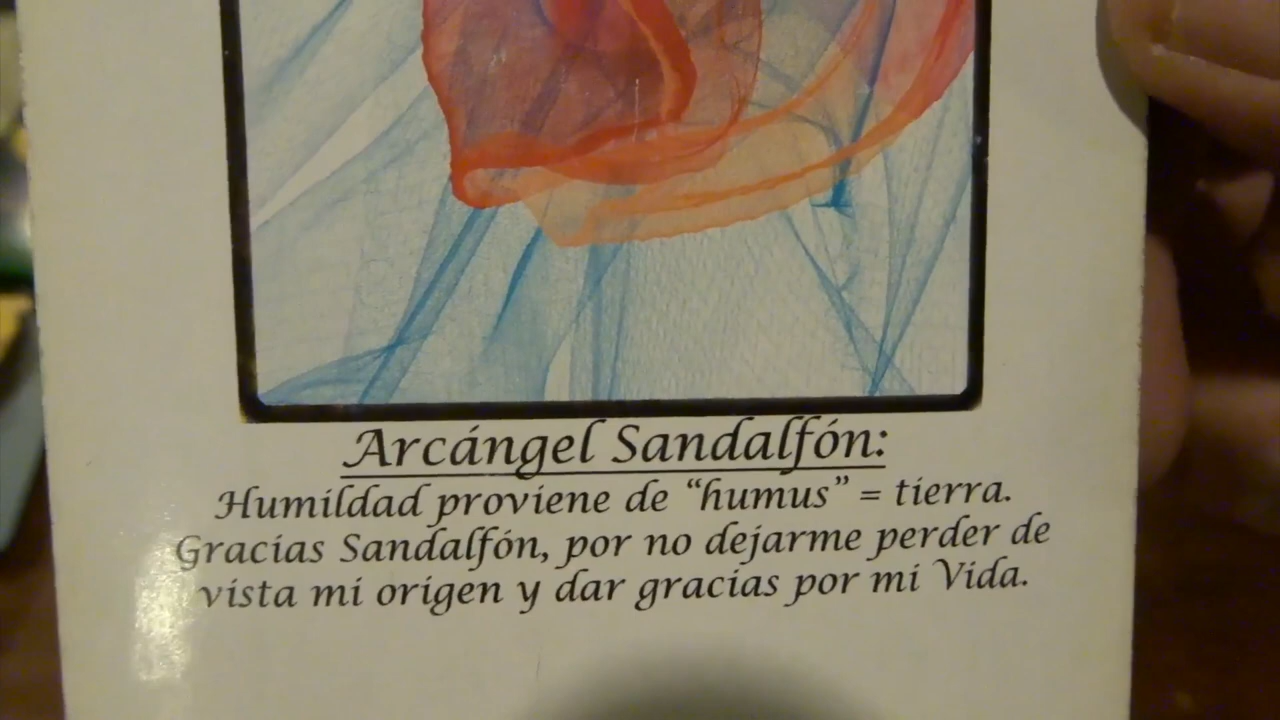 Arcángel Sandalfón:
Humildad proviene de “humus” = tierra.
Gracias Sandalfón, por no dejarme perder de
vista mi origen y dar gracias por mi Vida.